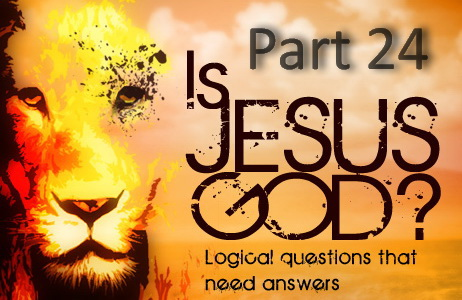 Part 24
Is
JESUS
GOD?
Logical questions that
need answers